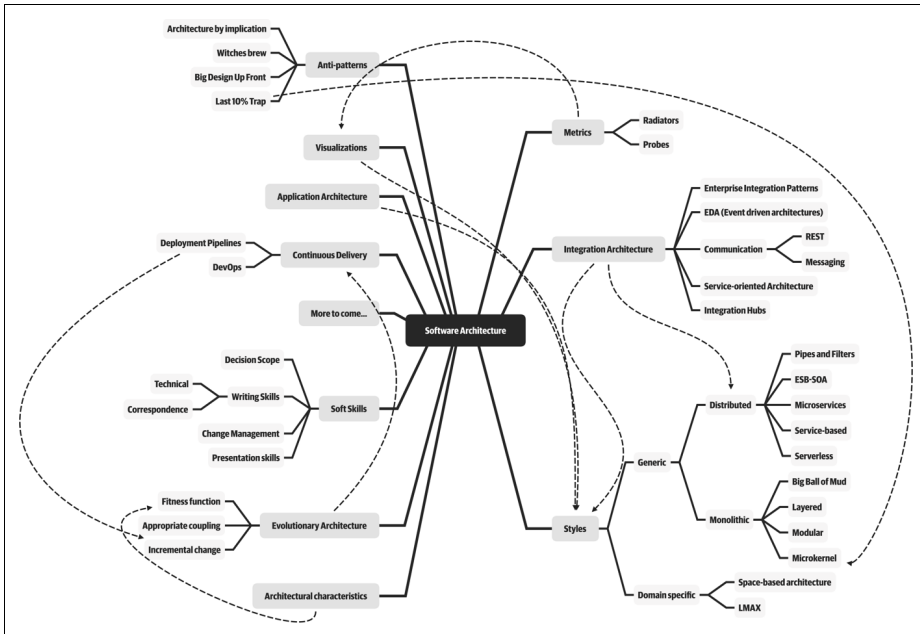 Architecture by implication
Witches brew
Big Design Up Front
Last 10% Trap
Anti-patterns
Visualizations
Application Architecture
Deployment Pipelines
DevOps
Continuous Delivery
More to come...
Decision Scope
Technical
Correspondence
Writing Skills
Change Management
Presentation skills
Soft Skills
Fitness function
Appropriate coupling
Incremental change
Evolutionary Architecture
Architectural characteristics
Software Architecture
Metrics
Radiators
Probes
Integration Architecture
Enterprise Integration Patterns
EDA (Event driven architectures)
Communication
REST
Messaging
Service-oriented Architecture
Integration Hubs
Styles
Generic
Distributed
Pipes and Filters
ESB-SOA
Microservices
Service-based
Serverless
Monolithic
Big Ball of Mud
Layered
Modular
Microkernel
Domain specific
Space-based architecture
LMAX